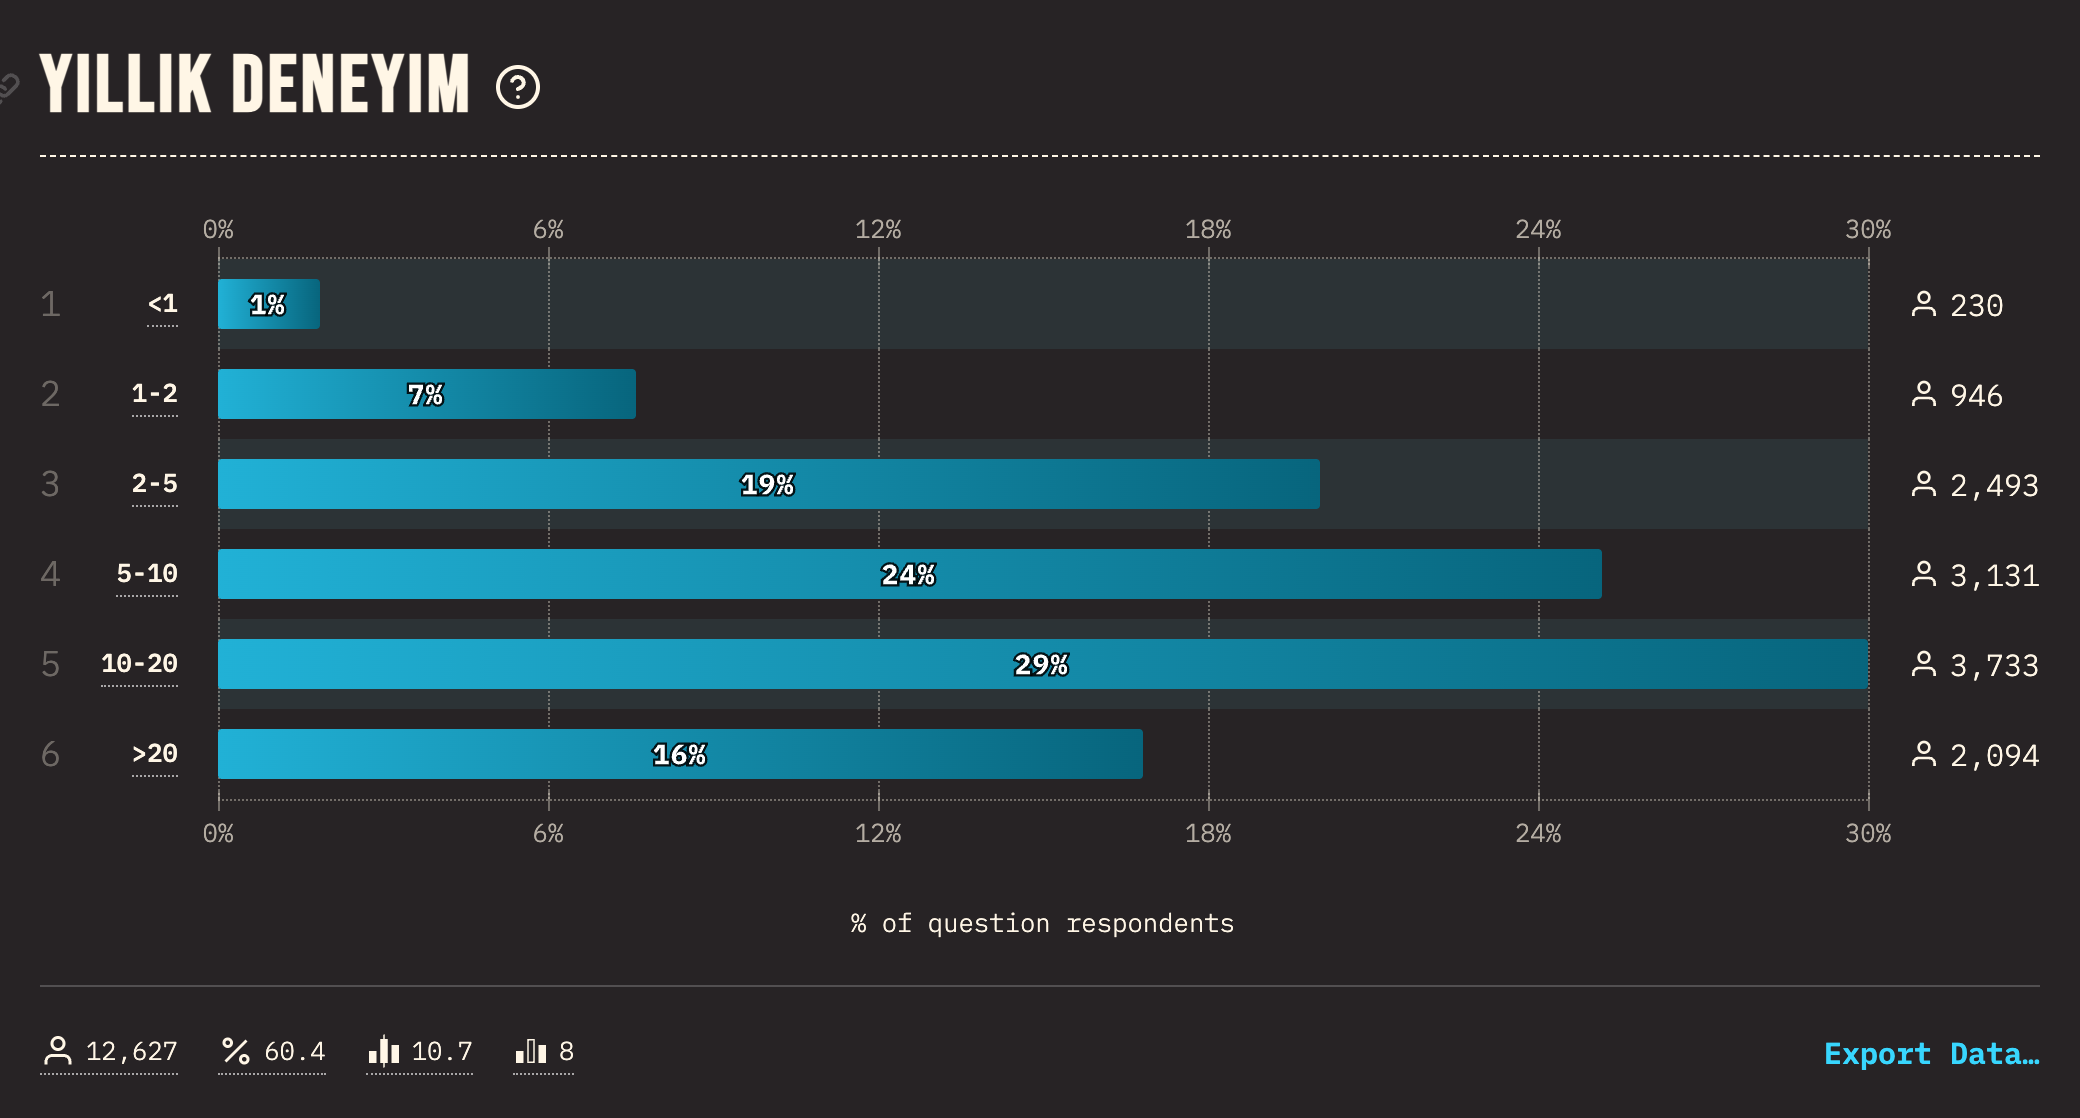 YILLIK DENEYIM ?
0% 6% 12% 18% 24% 30%
1 <1 1% 230
2 1-2 7% 946
3 2-5 19% 2,493
4 5-10 24% 3,131
5 10-20 29% 3,733
6 >20 16% 2,094
0% 6% 12% 18% 24% 30%
% of question respondents
12,627 % 60.4 10.7 8 Export Data…